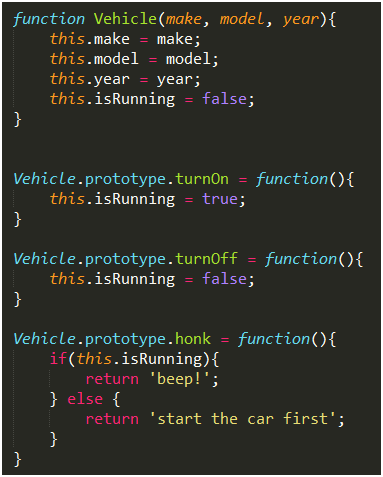 function Vehicle(make, model, year){
    this.make = make;
    this.model = model;
    this.year = year;
    this.isRunning = false;
}

Vehicle.prototype.turnOn = function(){
    this.isRunning = true;
}

Vehicle.prototype.turnOff = function(){
    this.isRunning = false;
}

Vehicle.prototype.honk = function(){
    if(this.isRunning){
        return 'beep!';
    } else {
        return 'start the car first';
    }
}